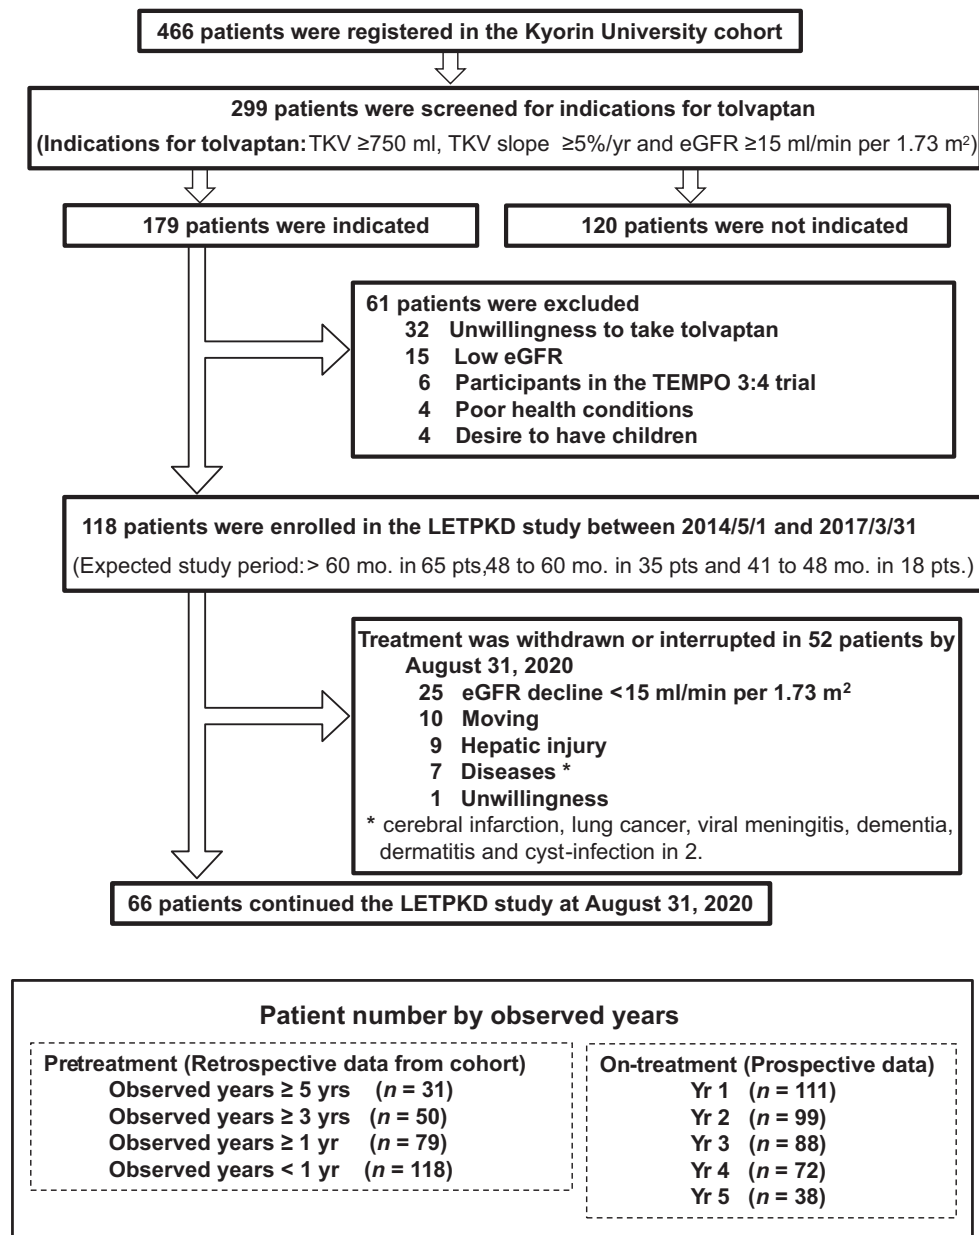 466 patients were registered in the Kyorin University cohort
299 patients were screened for indications for tolvaptan
(Indications for tolvaptan: TKV ≥750 ml, TKV slope ≥5%/yr and eGFR ≥15 ml/min per 1.73 m²)
179 patients were indicated
120 patients were not indicated
61 patients were excluded
32 Unwillingness to take tolvaptan
15 Low eGFR
6 Participants in the TEMPO 3:4 trial
4 Poor health conditions
4 Desire to have children
118 patients were enrolled in the LETPKD study between 2014/5/1 and 2017/3/31
(Expected study period: > 60 mo. in 65 pts,48 to 60 mo. in 35 pts and 41 to 48 mo. in 18 pts.)
Treatment was withdrawn or interrupted in 52 patients by
August 31, 2020
25 eGFR decline <15 ml/min per 1.73 m²
10 Moving
9 Hepatic injury
7 Diseases *
1 Unwillingness
* cerebral infarction, lung cancer, viral meningitis, dementia,
dermatitis and cyst-infection in 2.
66 patients continued the LETPKD study at August 31, 2020
Patient number by observed years
Pretreatment (Retrospective data from cohort)
Observed years ≥ 5 yrs (n = 31)
Observed years ≥ 3 yrs (n = 50)
Observed years ≥ 1 yr (n = 79)
Observed years < 1 yr (n = 118)
On-treatment (Prospective data)
Yr 1 (n = 111)
Yr 2 (n = 99)
Yr 3 (n = 88)
Yr 4 (n = 72)
Yr 5 (n = 38)